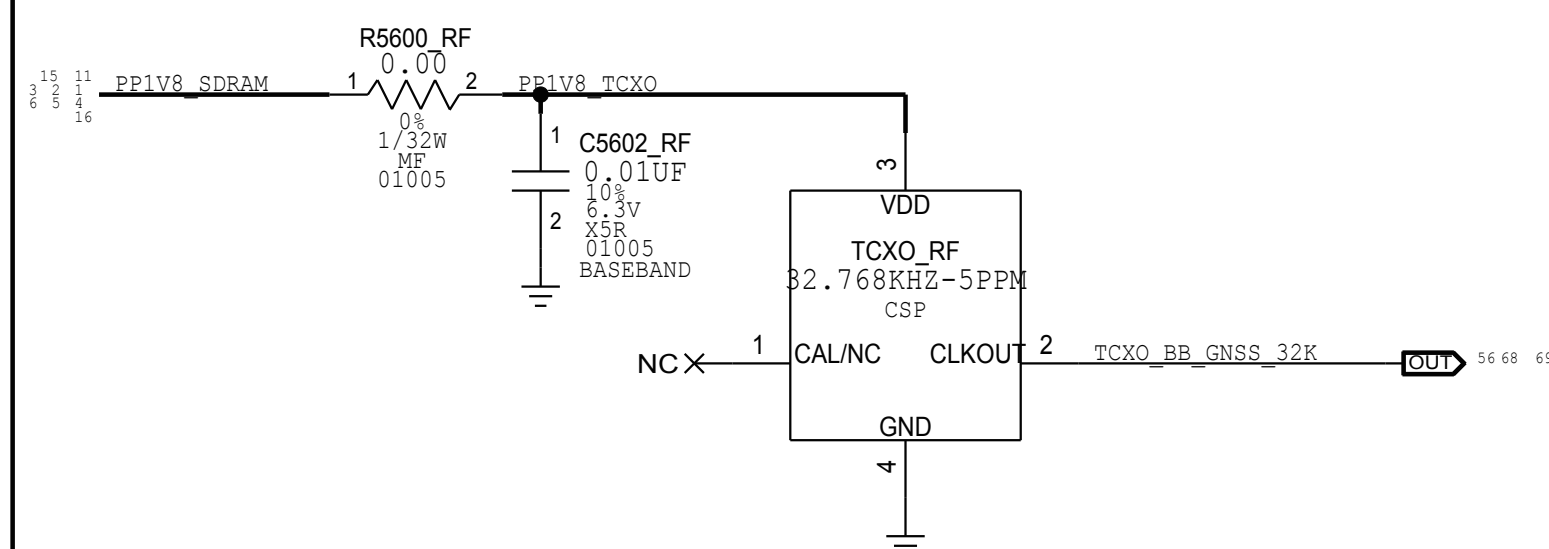 R5600_RF
0.00
15 11
3 2 1
6 5 4
16
PP1V8_SDRAM
1
2
PP1V8_TCXO
0%
1/32W
MF
01005
1
C5602_RF
0.01UF
10%
6.3V
2
X5R
01005
BASEBAND
3
VDD
TCXO_RF
32.768KHZ-5PPM
CSP
NC
1
CAL/NC
CLKOUT
2
TCXO_BB_GNSS_32K
OUT
56 68 69
GND
4